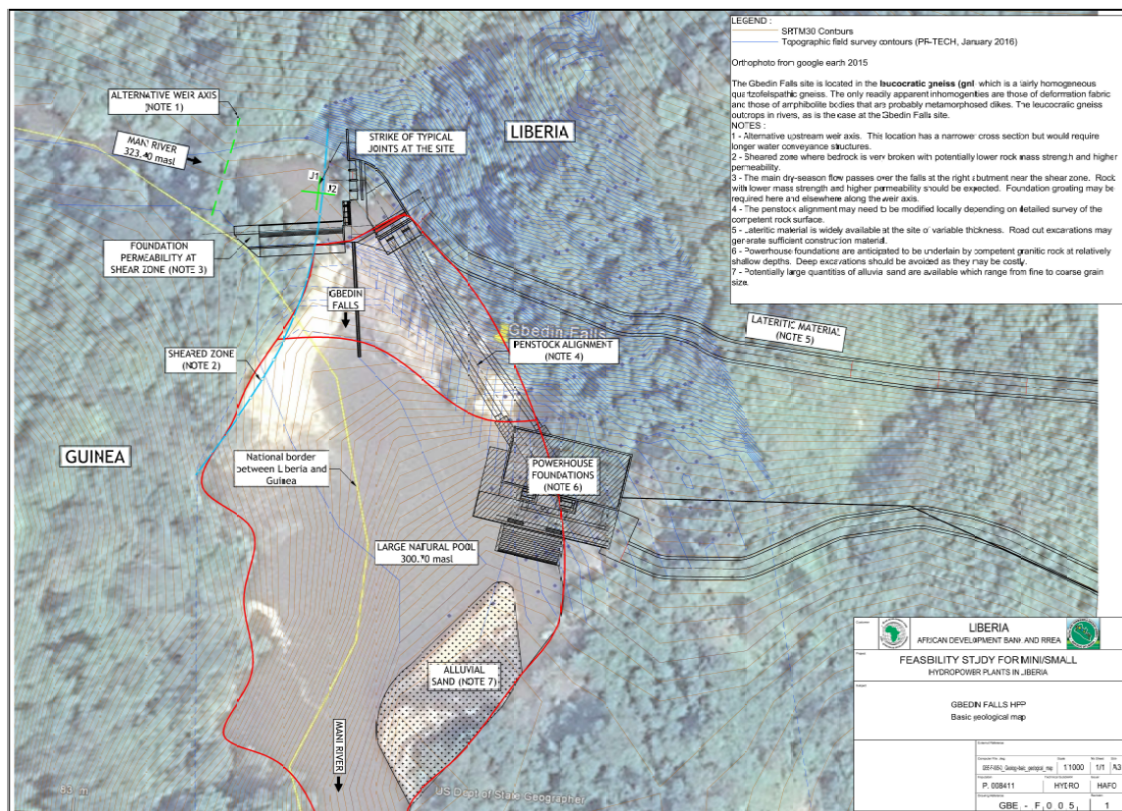 LEGEND :
SRTM30 Contours
Topographic field survey contours (PR-TECH, January 2016)
Orthophoto from google earth 2015
The Gbedin Falls site is located in the leucocratic gneiss (gnl which is a fairly homogeneous
quartzofelspathic gneiss. The only readily apparent inhomogenties are those of deformation fabric
and those of amphibolite bodies that are probably metamorphosed dikes. The leucocratic gneiss
outcrops in rivers, as is the case at the Gbedin Falls site.
NOTES :
1 - Alternative upstream weir axis. This location has a narrower cross section but would require
longer water conveyance structures.
2 - Sheared zone where bedrock is very broken with potentially lower rock mass strength and higher
permeability.
3 - The main dry-season flow passes over the falls at the right abutment near the shear zone. Rock
with lower mass strength and higher permeability should be expected. Foundation grouting may be
required here and elsewhere along the weir axis.
4 - The penstock alignment may need to be modified locally depending on detailed survey of the
competent rock surface.
5 - Lateritic material is widely available at the site of variable thickness. Road cut excavations may
generate sufficient construction material.
6 - Powerhouse foundations are anticipated to be underlain by competent granitic rock at relatively
shallow depths. Deep excavations should be avoided as they may be costly.
7 - Potentially large quantities of alluvia sand are available which range from fine to coarse grain
size.
ALTERNATIVE WEIR AXIS
(NOTE 1)
MANI RIVER
323.40 masl
LIBERIA
STRIKE OF TYPICAL
JOINTS AT THE SITE
J1
J2
FOUNDATION
PERMEABILITY AT
SHEAR ZONE (NOTE 3)
GBEDIN
FALLS
Gbedin Falls
PENSTOCK ALIGNMENT
(NOTE 4)
LATERITIC MATERIAL
(NOTE 5)
SHEARED ZONE
(NOTE 2)
GUINEA
National border
between Liberia and
Guinea
POWERHOUSE
FOUNDATIONS
(NOTE 6)
LARGE NATURAL POOL
300.70 masl
ALLUVIAL
SAND (NOTE 7)
MANI RIVER
83 m
US Dept of State Geographer
LIBERIA
AFRICAN DEVELOPMENT BANK AND RREA
FEASIBILITY STUDY FOR MINI/SMALL
HYDROPOWER PLANTS IN LIBERIA
GBEDIN FALLS HPP
Basic geological map
1:1000 1/1 A3
P. 008411 HYDRO HAFO
GBE - F. 0 0 5. 1